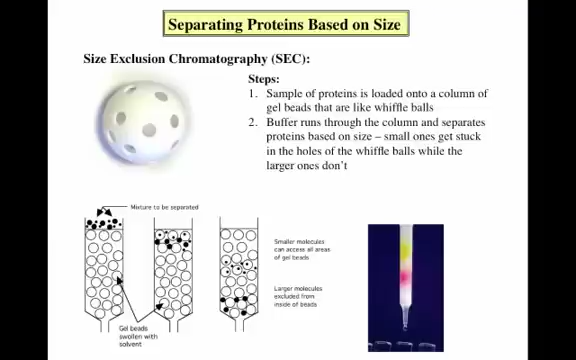 Separating Proteins Based on Size
Size Exclusion Chromatography (SEC):
Steps:
1. Sample of proteins is loaded onto a column of
gel beads that are like whiffle balls
2. Buffer runs through the column and separates
proteins based on size – small ones get stuck
in the holes of the whiffle balls while the
larger ones don't
Mixture to be separated
Smaller molecules
can access all areas
of gel beads
Larger molecules
excluded from
inside of beads
Gel beads
swollen with
solvent